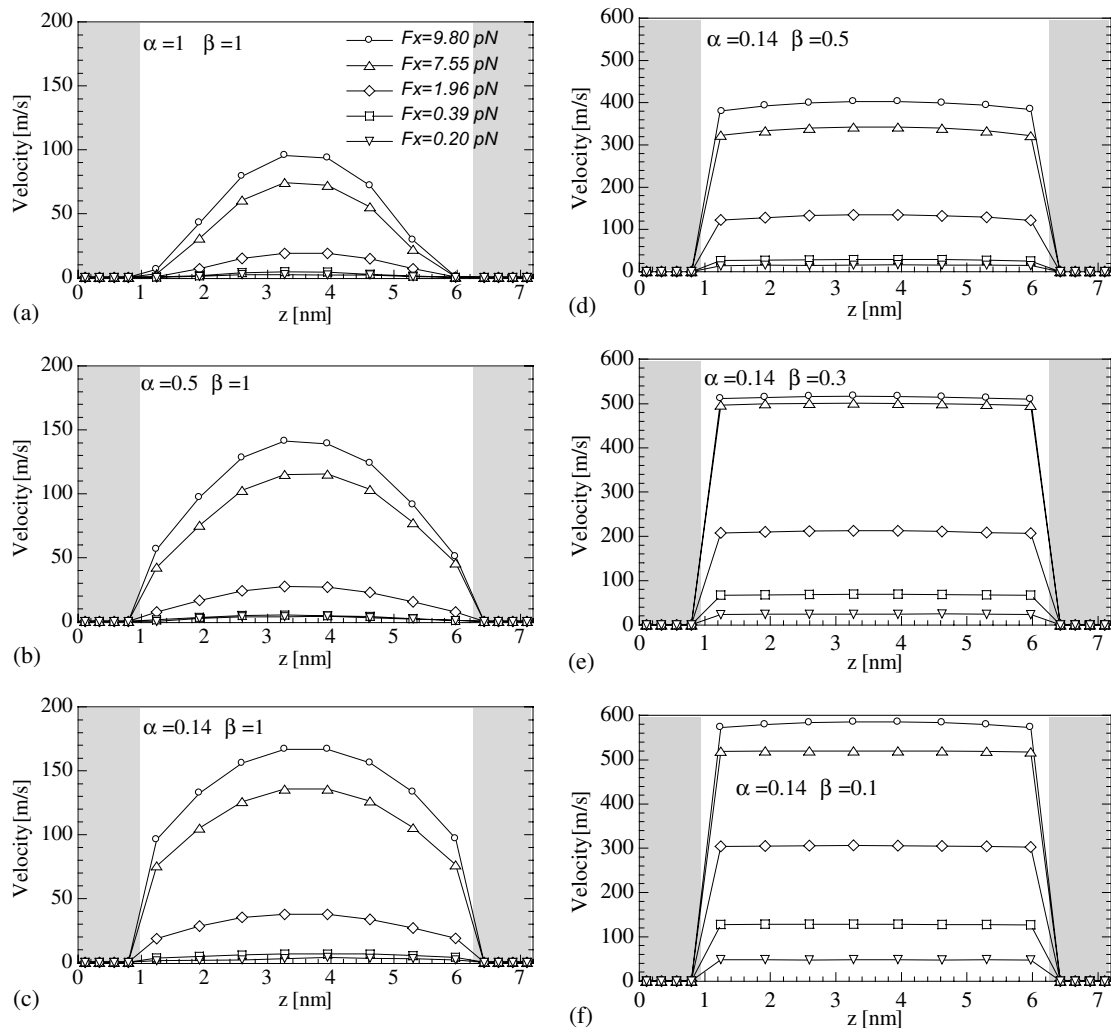 200
150
100
50
0
Velocity [m/s]
α=1 β=1
Fx=9.80 pN
Fx=7.55 pN
Fx=1.96 pN
Fx=0.39 pN
Fx=0.20 pN
0 1 2 3 4 5 6 7
z [nm]
(a)
200
150
100
50
0
Velocity [m/s]
α=0.5 β=1
0 1 2 3 4 5 6 7
z [nm]
(b)
200
150
100
50
0
Velocity [m/s]
α=0.14 β=1
0 1 2 3 4 5 6 7
z [nm]
(c)
600
500
400
300
200
100
0
Velocity [m/s]
α=0.14 β=0.5
0 1 2 3 4 5 6 7
z [nm]
(d)
600
500
400
300
200
100
0
Velocity [m/s]
α=0.14 β=0.3
0 1 2 3 4 5 6 7
z [nm]
(e)
600
500
400
300
200
100
0
Velocity [m/s]
α=0.14 β=0.1
0 1 2 3 4 5 6 7
z [nm]
(f)